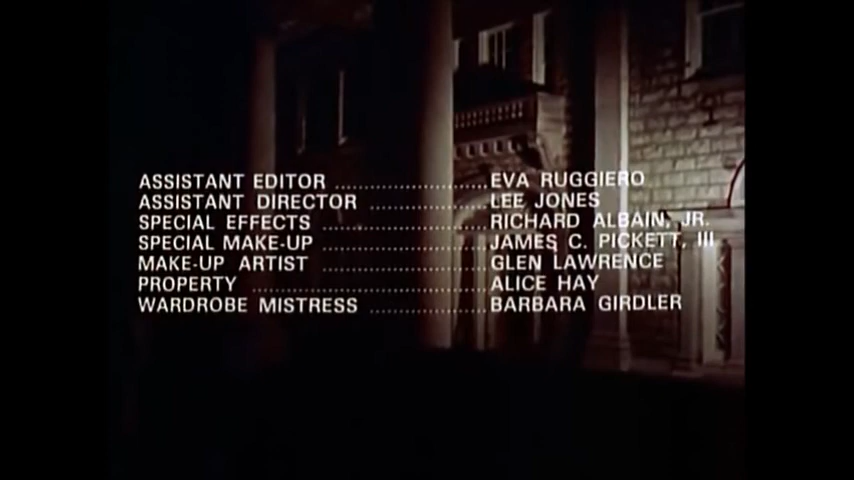 ASSISTANT EDITOR ........................ EVA RUGGIERO
ASSISTANT DIRECTOR .................. LEE JONES
SPECIAL EFFECTS ......................... RICHARD ALBAIN, JR.
SPECIAL MAKE-UP ......................... JAMES C. PICKETT, III
MAKE-UP ARTIST ......................... GLEN LAWRENCE
PROPERTY .................................... ALICE HAY
WARDROBE MISTRESS .................. BARBARA GIRDLER